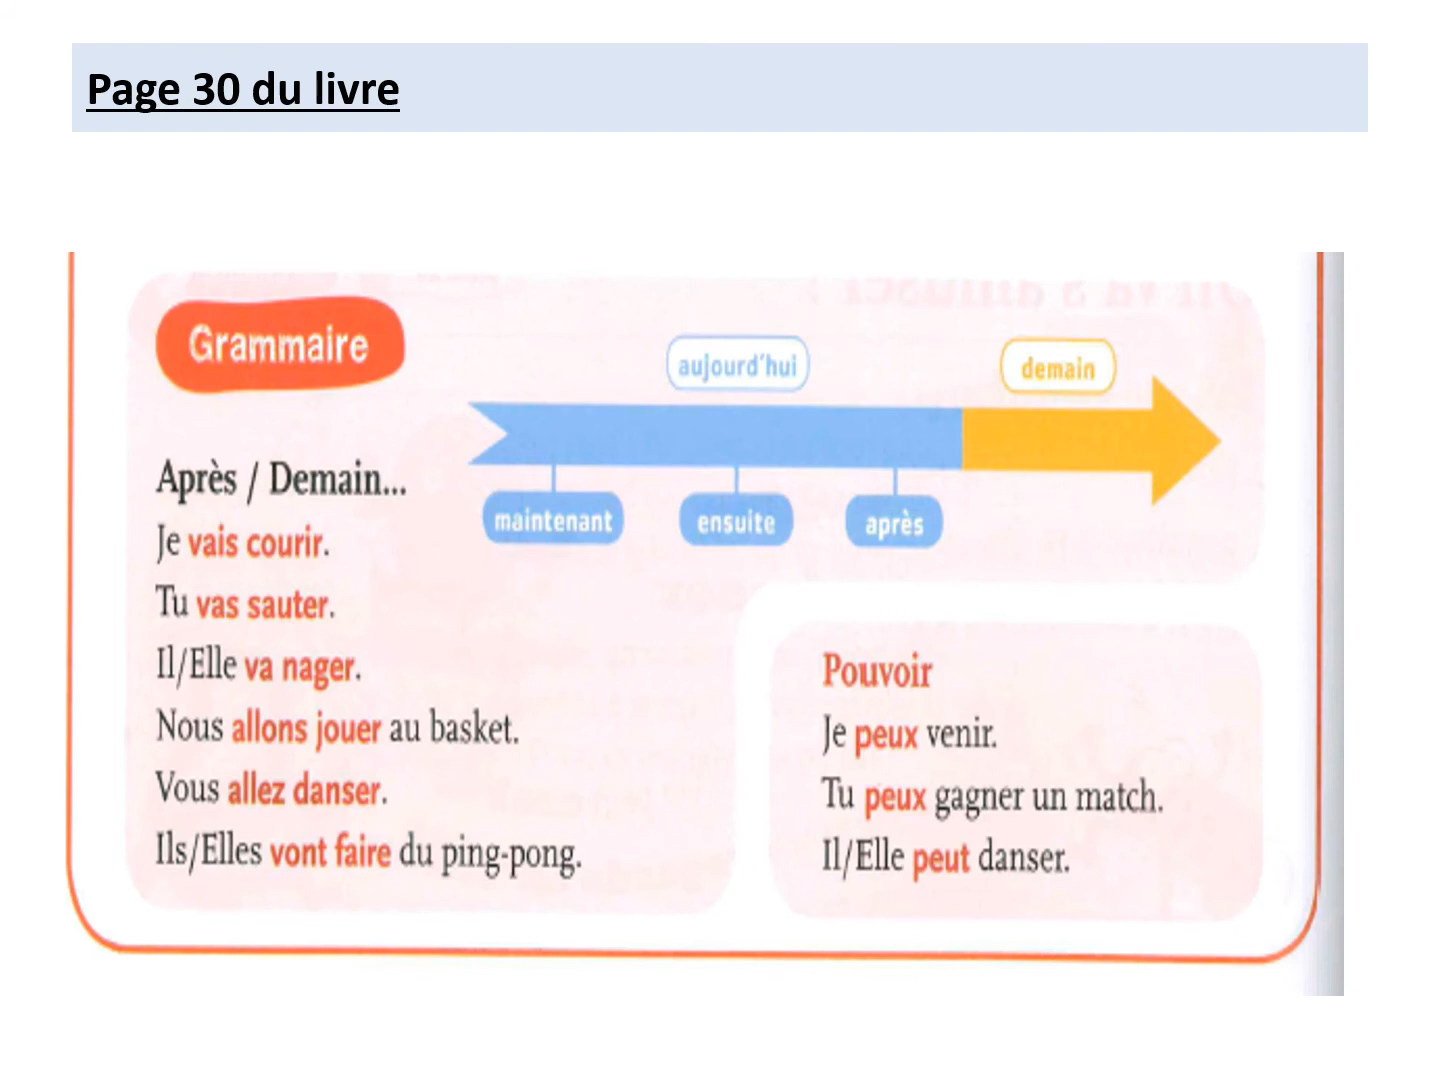 Page 30 du livre
Grammaire
aujourd'hui
demain
maintenant
ensuite
après
Après / Demain...
Je vais courir.
Tu vas sauter.
Il/Elle va nager.
Nous allons jouer au basket.
Vous allez danser.
Ils/Elles vont faire du ping-pong.
Pouvoir
Je peux venir.
Tu peux gagner un match.
Il/Elle peut danser.